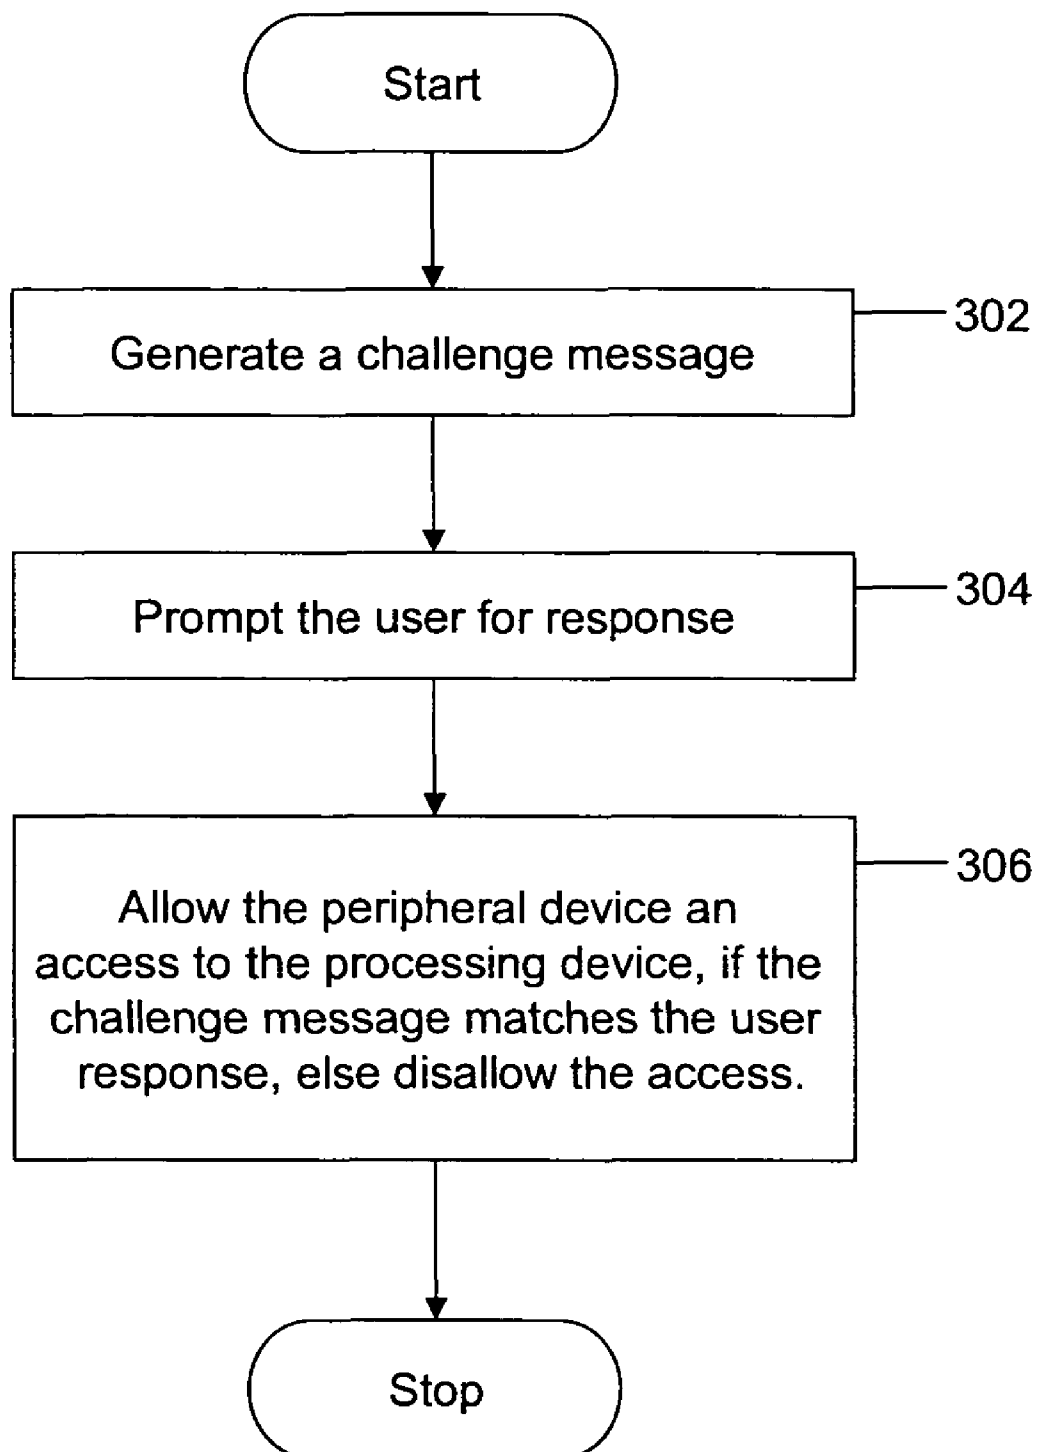 Start
302
Generate a challenge message
304
Prompt the user for response
306
Allow the peripheral device an
access to the processing device, if the
challenge message matches the user
response, else disallow the access.
Stop